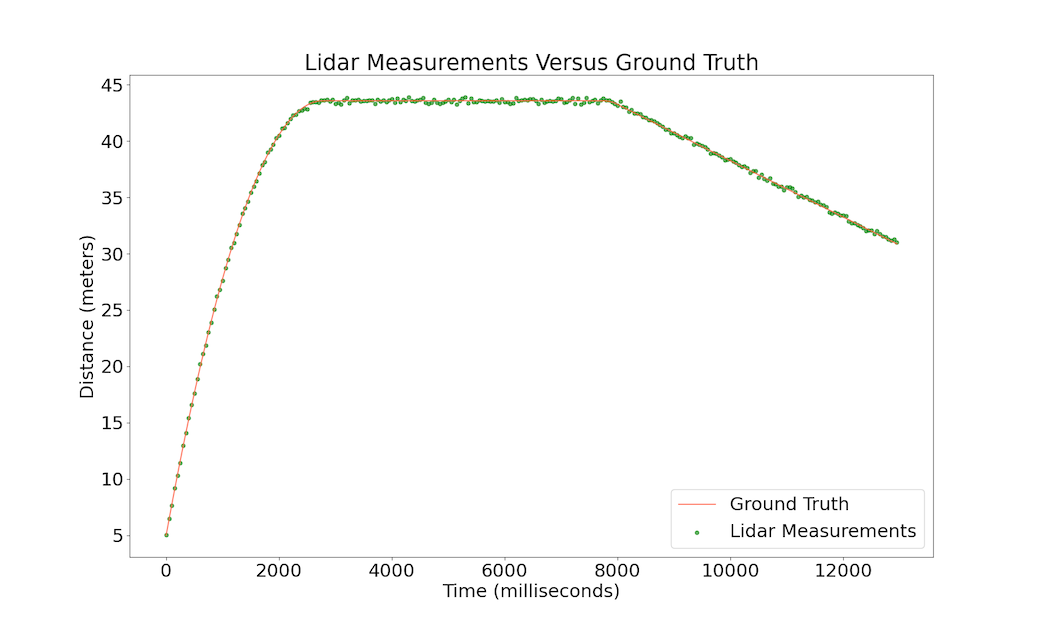 Lidar Measurements Versus Ground Truth
45
40
35
30
25
20
15
10
5
Distance (meters)
0 2000 4000 6000 8000 10000 12000
Time (milliseconds)
Ground Truth
Lidar Measurements